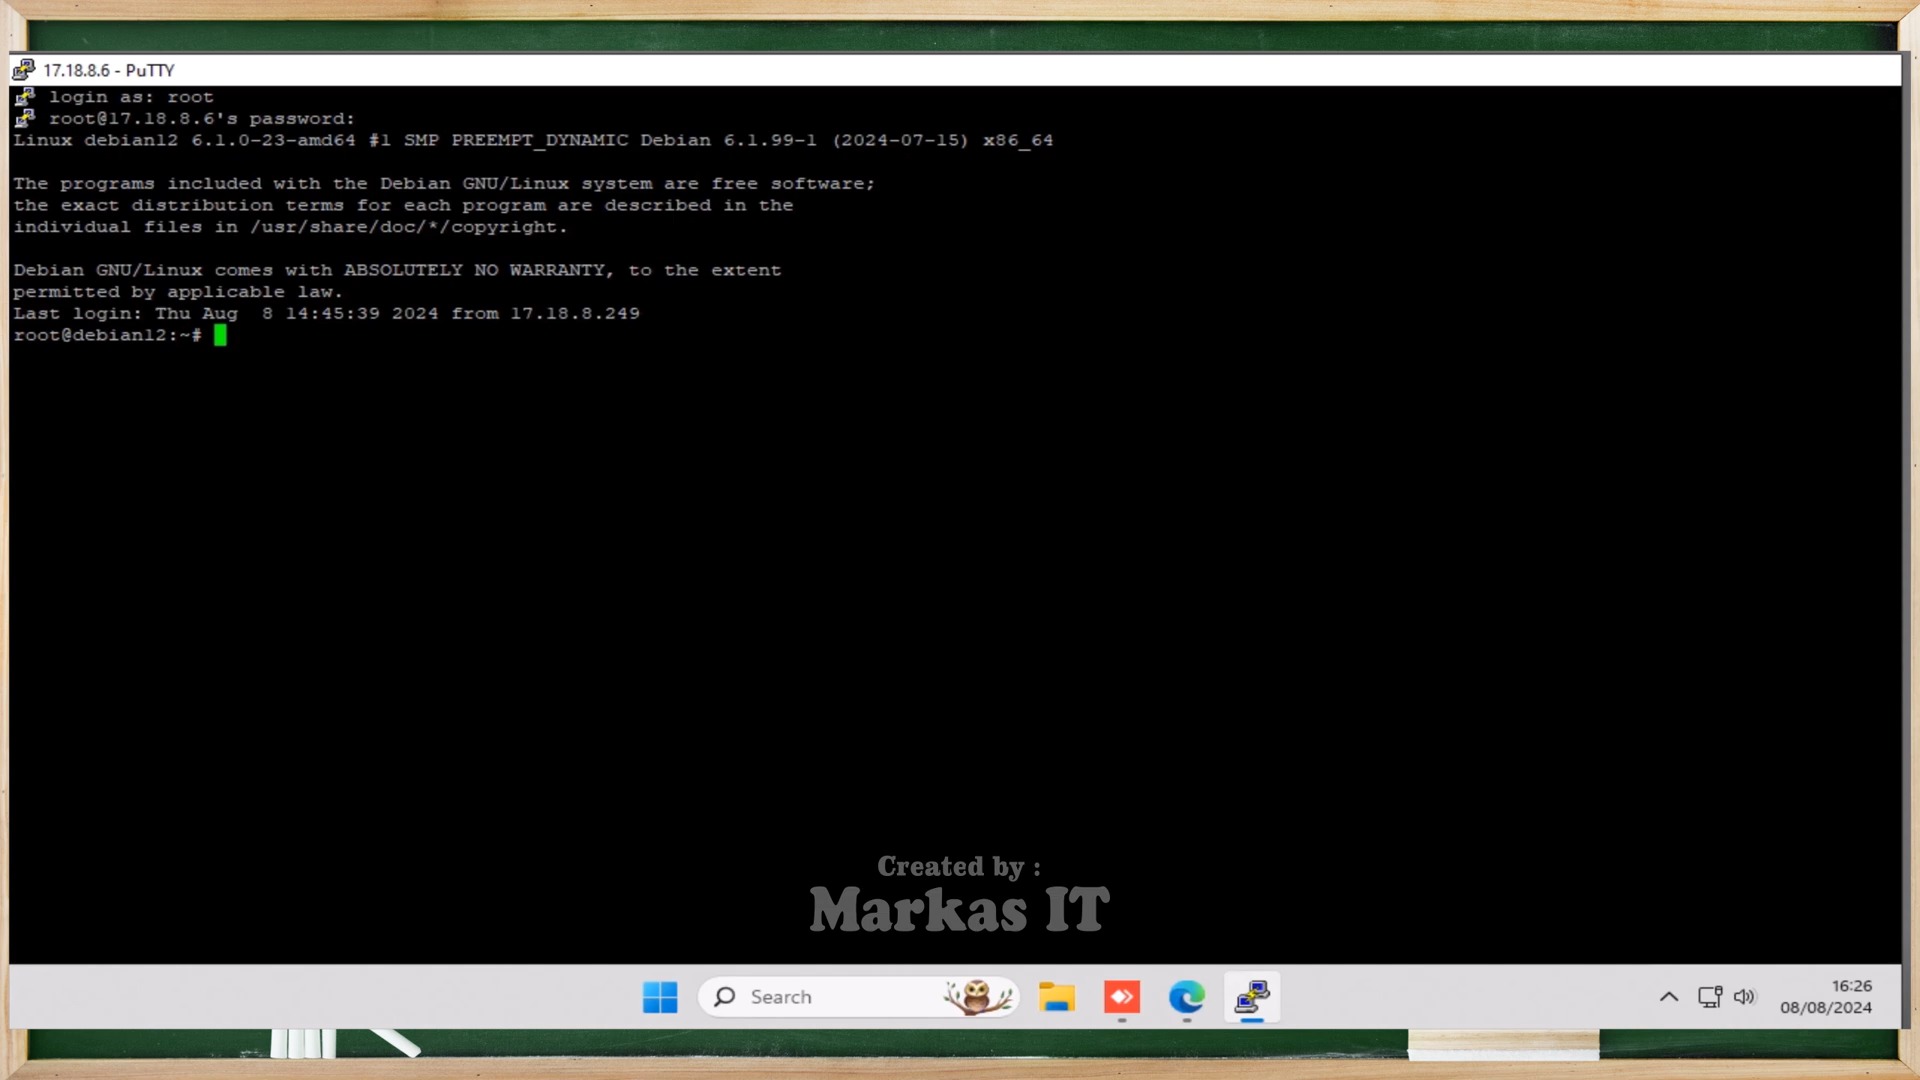 17.18.8.6 - PuTTY
login as: root
root@17.18.8.6's password:
Linux debian12 6.1.0-23-amd64 #1 SMP PREEMPT_DYNAMIC Debian 6.1.99-1 (2024-07-15) x86_64
The programs included with the Debian GNU/Linux system are free software;
the exact distribution terms for each program are described in the
individual files in /usr/share/doc/*/copyright.
Debian GNU/Linux comes with ABSOLUTELY NO WARRANTY, to the extent
permitted by applicable law.
Last login: Thu Aug  8 14:45:39 2024 from 17.18.8.249
root@debian12:~#
Created by :
Markas IT
Search
16:26
08/08/2024